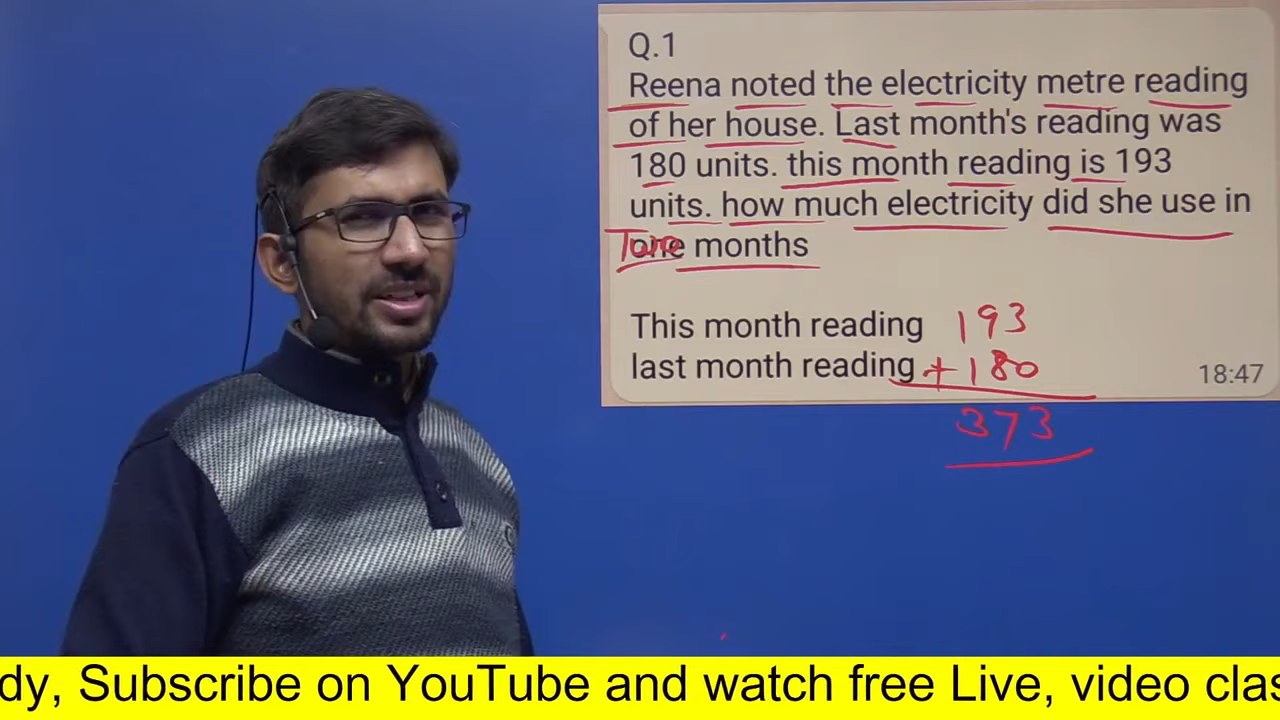 Q.1
Reena noted the electricity metre reading
of her house. Last month's reading was
180 units. this month reading is 193
units. how much electricity did she use in
Two months
This month reading 193
last month reading +180
18:47
373
dy, Subscribe on YouTube and watch free Live, video clas